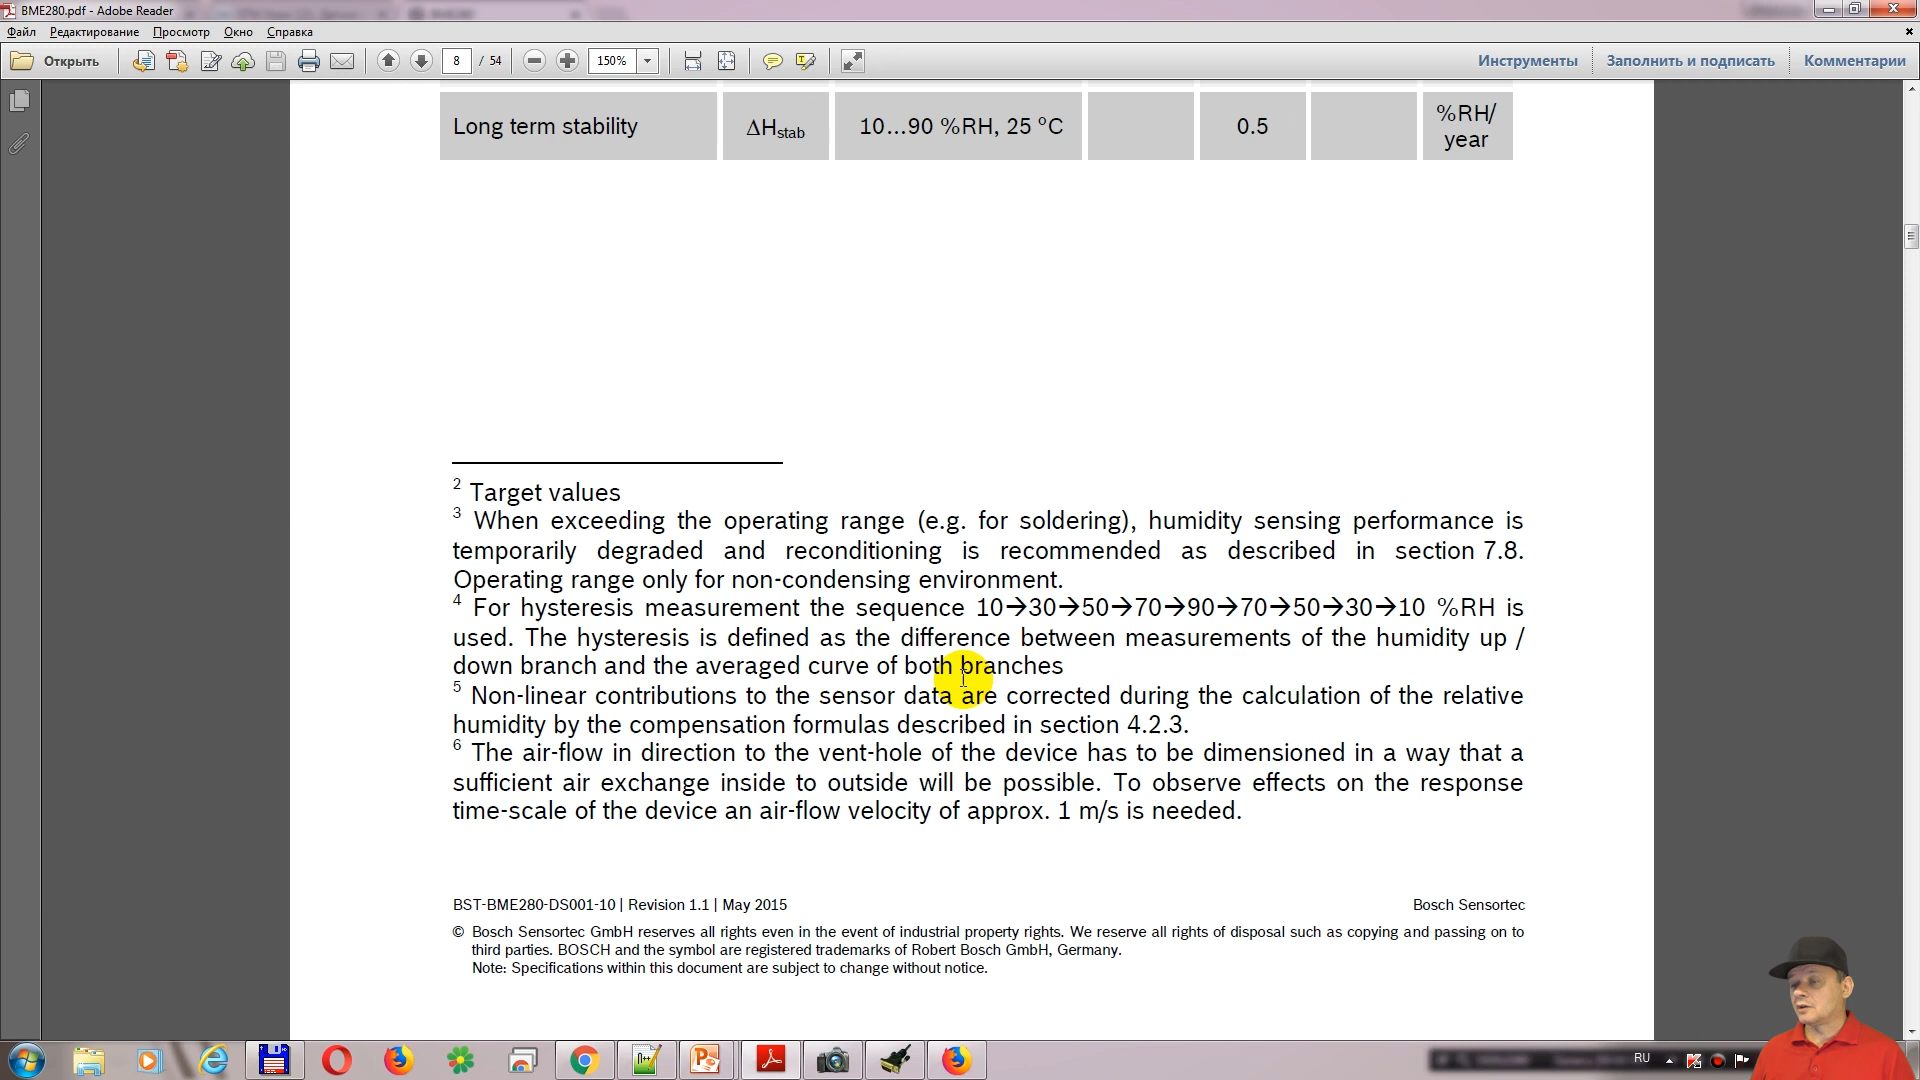 BME280.pdf - Adobe Reader
Файл Редактирование Просмотр Окно Справка
Открыть 8 / 54 150% Инструменты Заполнить и подписать Комментарии
Long term stability ΔHstab 10...90 %RH, 25 °C 0.5 %RH/
year
2 Target values
3 When exceeding the operating range (e.g. for soldering), humidity sensing performance is
temporarily degraded and reconditioning is recommended as described in section 7.8.
Operating range only for non-condensing environment.
4 For hysteresis measurement the sequence 10→30→50→70→90→70→50→30→10 %RH is
used. The hysteresis is defined as the difference between measurements of the humidity up /
down branch and the averaged curve of both branches
5 Non-linear contributions to the sensor data are corrected during the calculation of the relative
humidity by the compensation formulas described in section 4.2.3.
6 The air-flow in direction to the vent-hole of the device has to be dimensioned in a way that a
sufficient air exchange inside to outside will be possible. To observe effects on the response
time-scale of the device an air-flow velocity of approx. 1 m/s is needed.
BST-BME280-DS001-10 | Revision 1.1 | May 2015 Bosch Sensortec
© Bosch Sensortec GmbH reserves all rights even in the event of industrial property rights. We reserve all rights of disposal such as copying and passing on to
third parties. BOSCH and the symbol are registered trademarks of Robert Bosch GmbH, Germany.
Note: Specifications within this document are subject to change without notice.
RU